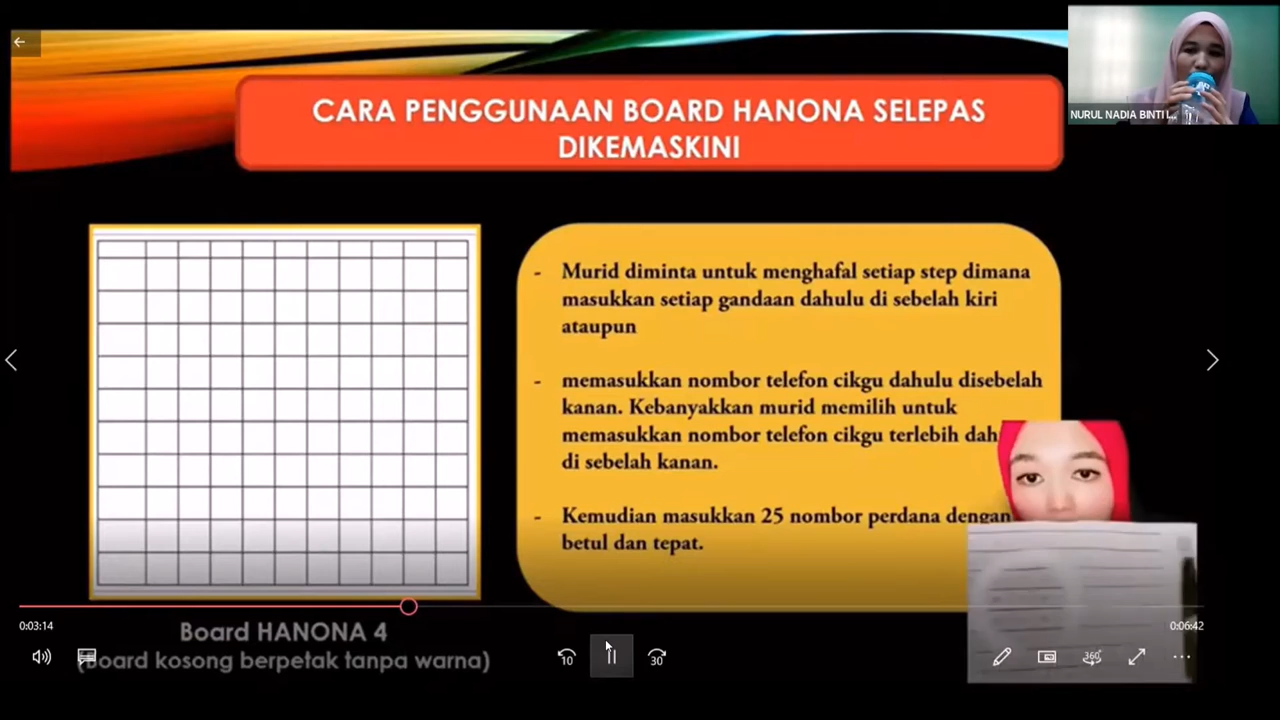 CARA PENGGUNAAN BOARD HANONA SELEPAS
DIKEMASKINI
NURUL NADIA BINTI I...
- Murid diminta untuk menghafal setiap step dimana
masukkan setiap gandaan dahulu di sebelah kiri
ataupun
- memasukkan nombor telefon cikgu dahulu disebelah
kanan. Kebanyakkan murid memilih untuk
memasukkan nombor telefon cikgu terlebih dah
di sebelah kanan.
- Kemudian masukkan 25 nombor perdana dengan
betul dan tepat.
0:03:14
0:06:42
Board HANONA 4
(Board kosong berpetak tanpa warna)
10
30
360